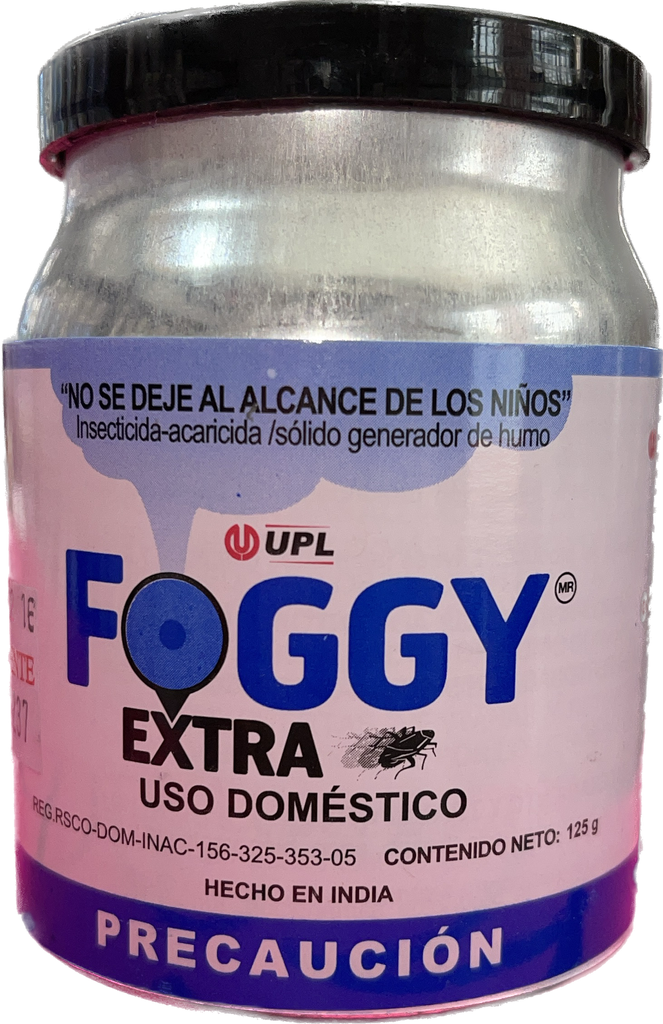 “NO SE DEJE AL ALCANCE DE LOS NIÑOS”
Insecticida-acaricida /sólido generador de humo
UPL
FOGGY MR
EXTRA
USO DOMÉSTICO
REG.RSCO-DOM-INAC-156-325-353-05 CONTENIDO NETO: 125 g
HECHO EN INDIA
PRECAUCIÓN